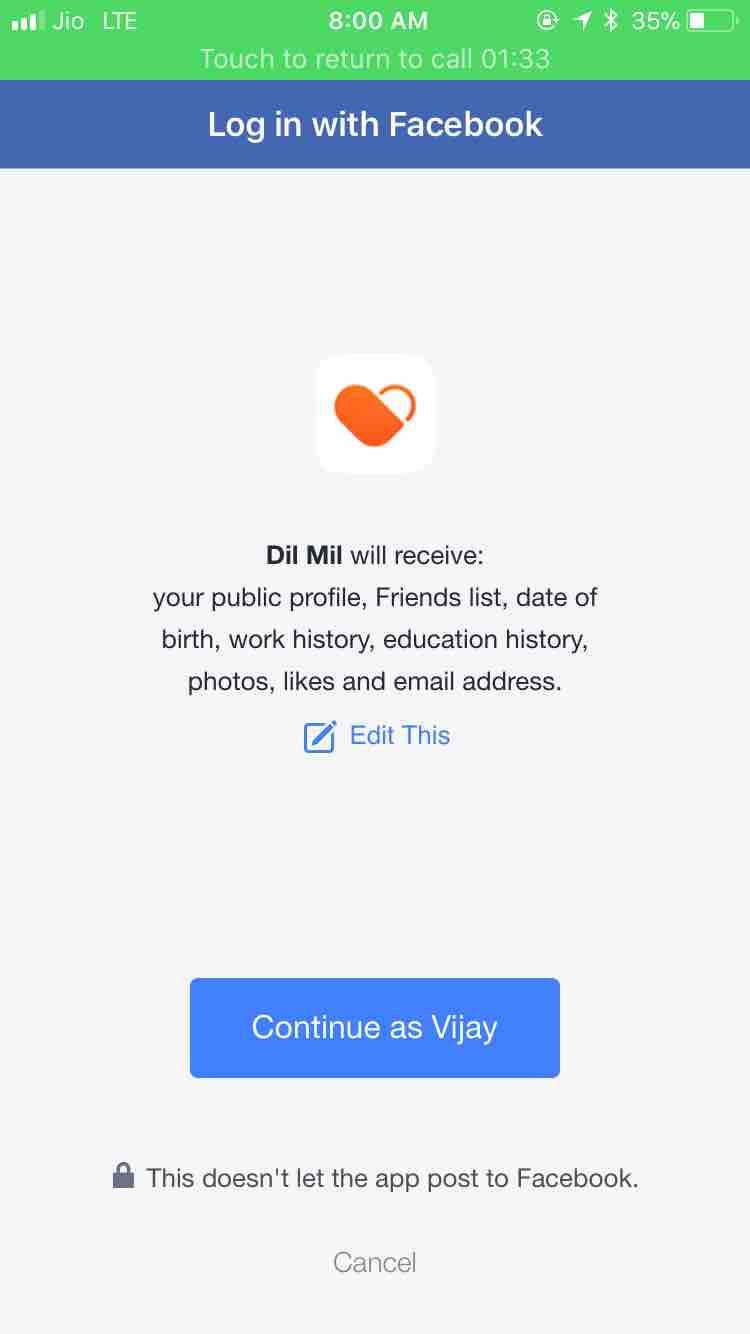 Jio LTE 8:00 AM 35%
Touch to return to call 01:33
Log in with Facebook
Dil Mil will receive:
your public profile, Friends list, date of
birth, work history, education history,
photos, likes and email address.
Edit This
Continue as Vijay
This doesn't let the app post to Facebook.
Cancel